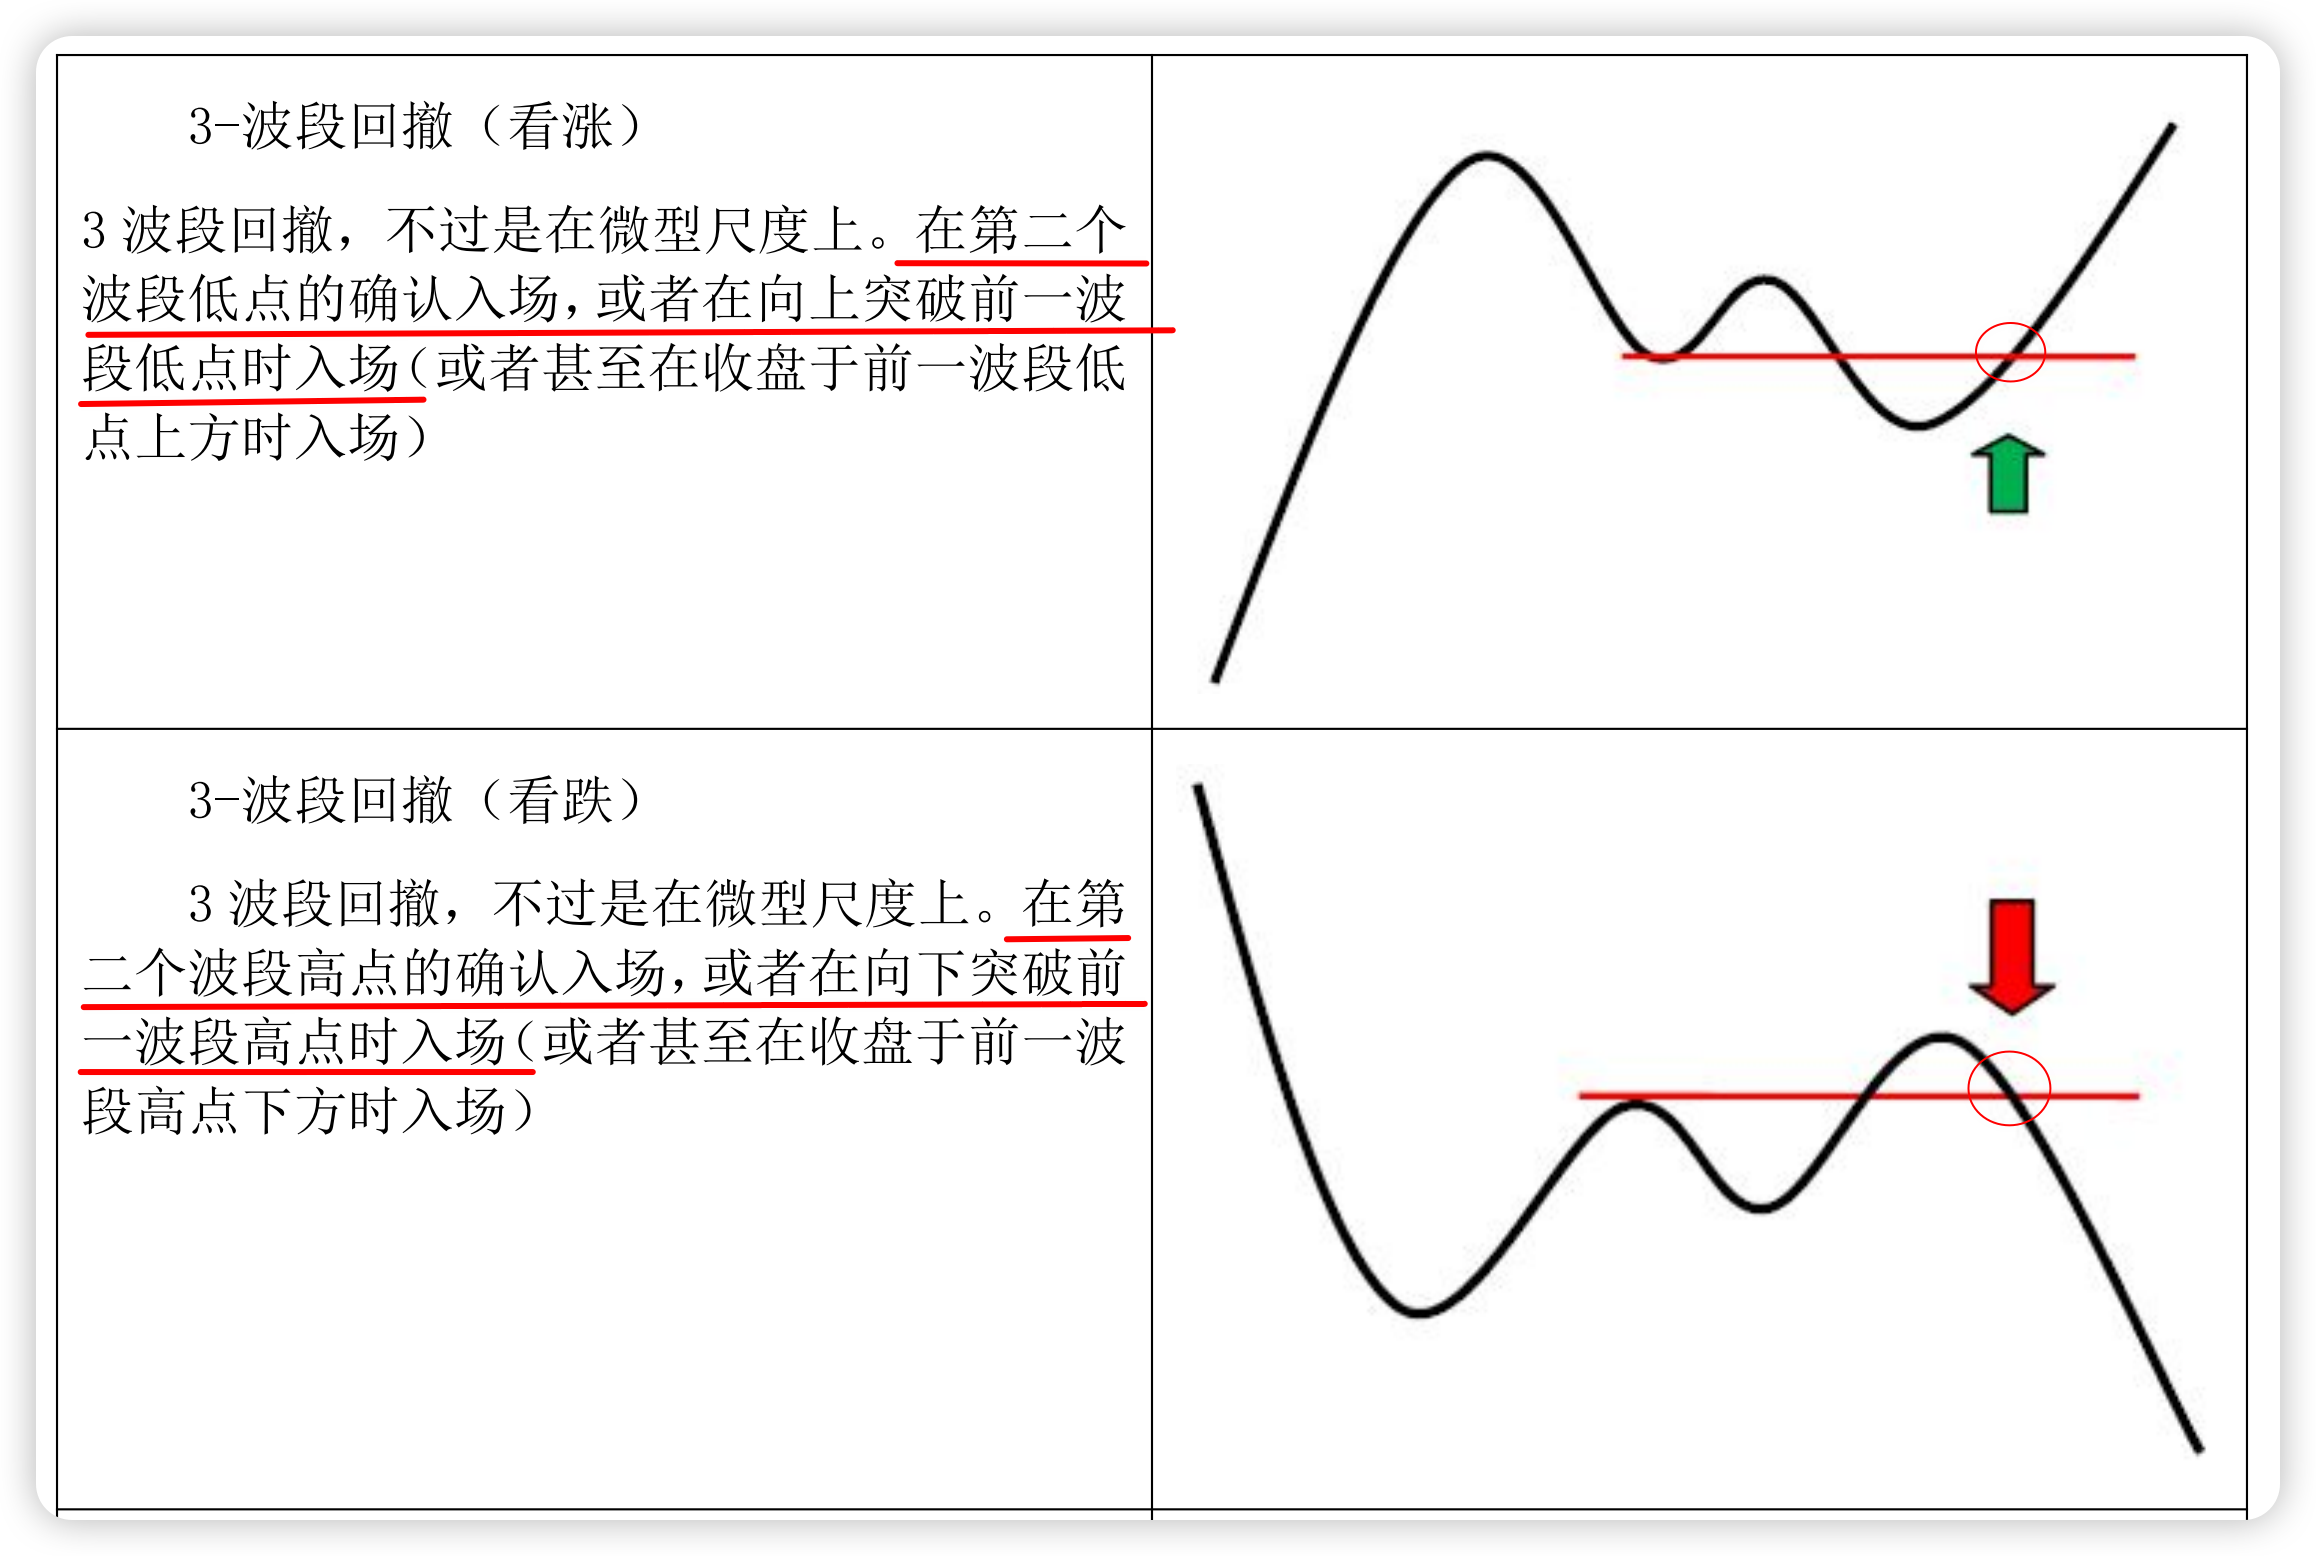 3-波段回撤（看涨）
3 波段回撤，不过是在微型尺度上。在第二个
波段低点的确认入场，或者在向上突破前一波
段低点时入场（或者甚至在收盘于前一波段低
点上方时入场）
3-波段回撤（看跌）
3 波段回撤，不过是在微型尺度上。在第
二个波段高点的确认入场，或者在向下突破前
一波段高点时入场（或者甚至在收盘于前一波
段高点下方时入场）